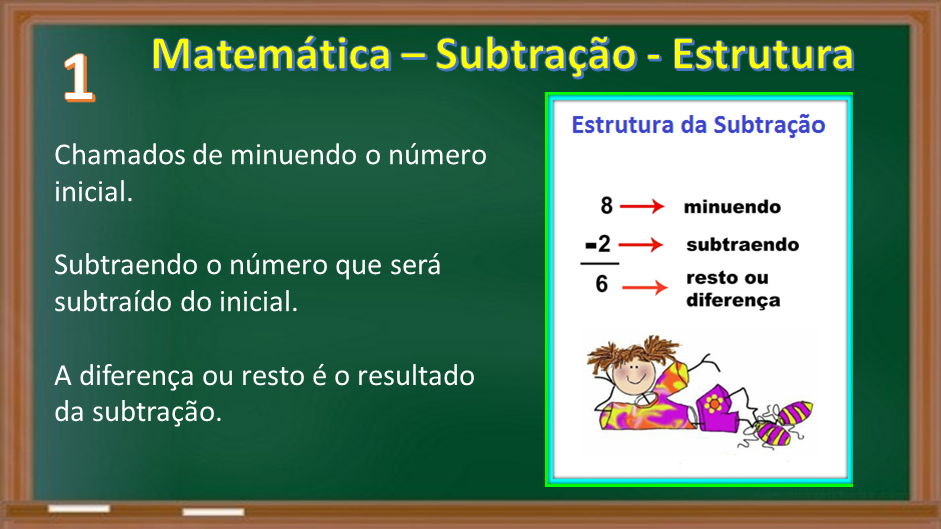 1
Matemática – Subtração - Estrutura
Chamados de minuendo o número
inicial.
Subtraendo o número que será
subtraído do inicial.
A diferença ou resto é o resultado
da subtração.
Estrutura da Subtração
8 minuendo
-2 subtraendo
6 resto ou
diferença